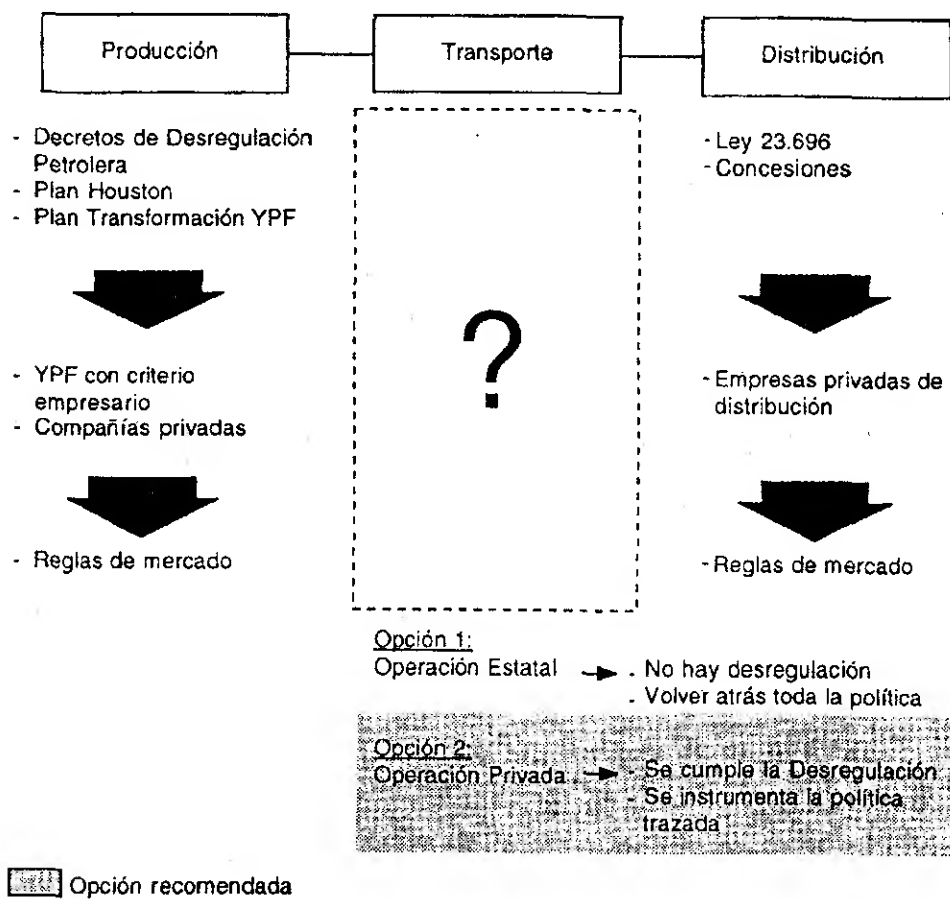 Producción
Transporte
Distribución
- Decretos de Desregulación
Petrolera
- Plan Houston
- Plan Transformación YPF
- YPF con criterio
empresario
- Compañías privadas
- Reglas de mercado
?
- Ley 23.696
- Concesiones
- Empresas privadas de
distribución
- Reglas de mercado
Opción 1:
Operación Estatal → . No hay desregulación
. Volver atrás toda la política
Opción 2:
Operación Privada → - Se cumple la Desregulación
- Se instrumenta la política
trazada
Opción recomendada